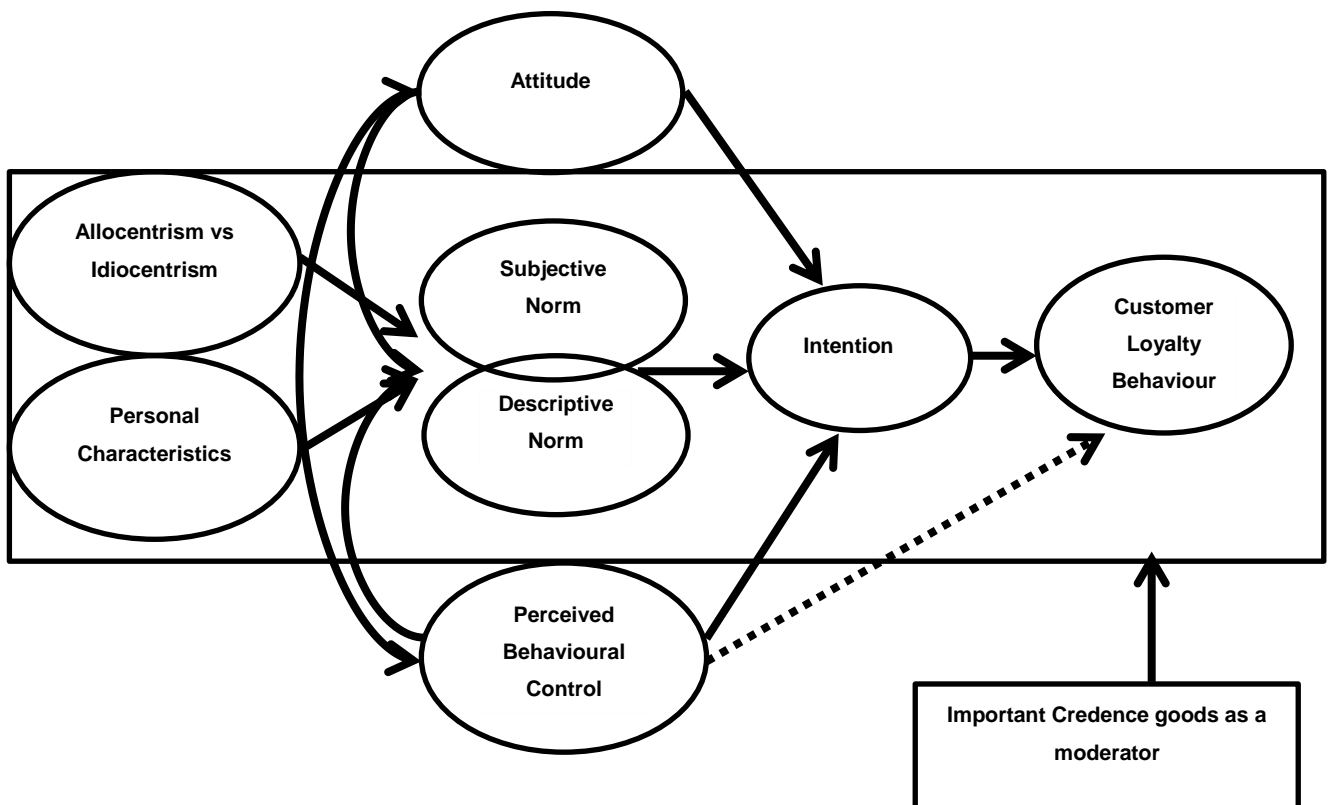 Attitude
Allocentrism vs
Idiocentrism
Subjective
Norm
Personal
Characteristics
Descriptive
Norm
Intention
Customer
Loyalty
Behaviour
Perceived
Behavioural
Control
Important Credence goods as a
moderator